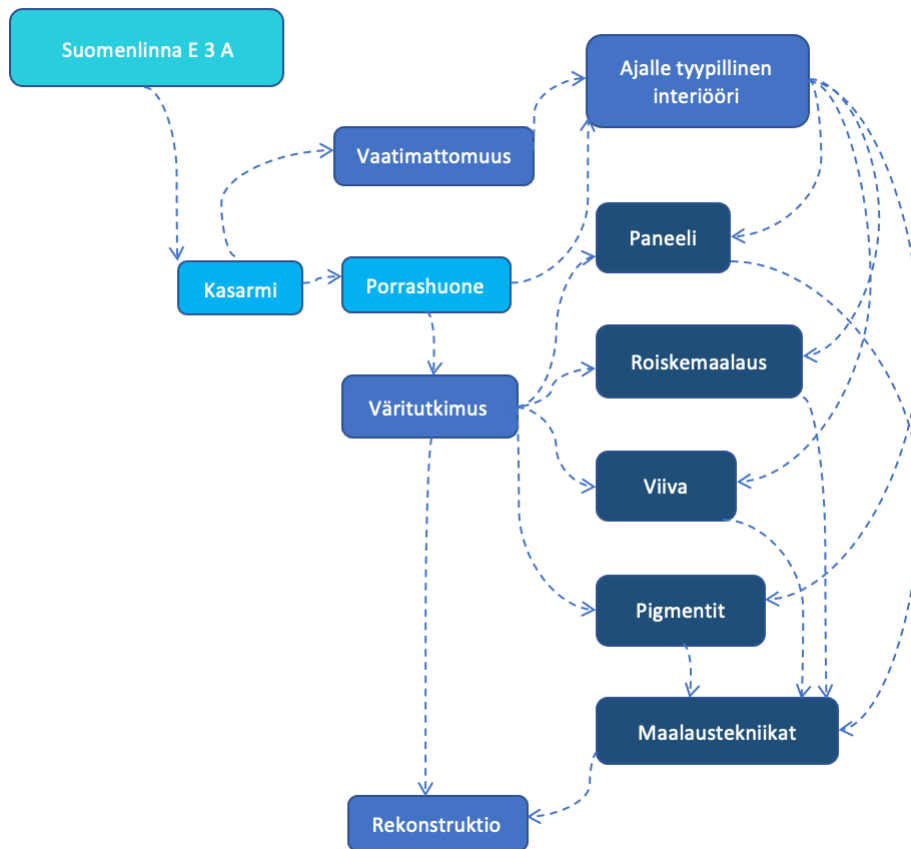 Suomenlinna E 3 A
Ajalle tyypillinen
interiööri
Vaatimattomuus
Paneeli
Kasarmi
Porrashuone
Roiskemaalaus
Väritutkimus
Viiva
Pigmentit
Maalaustekniikat
Rekonstruktio